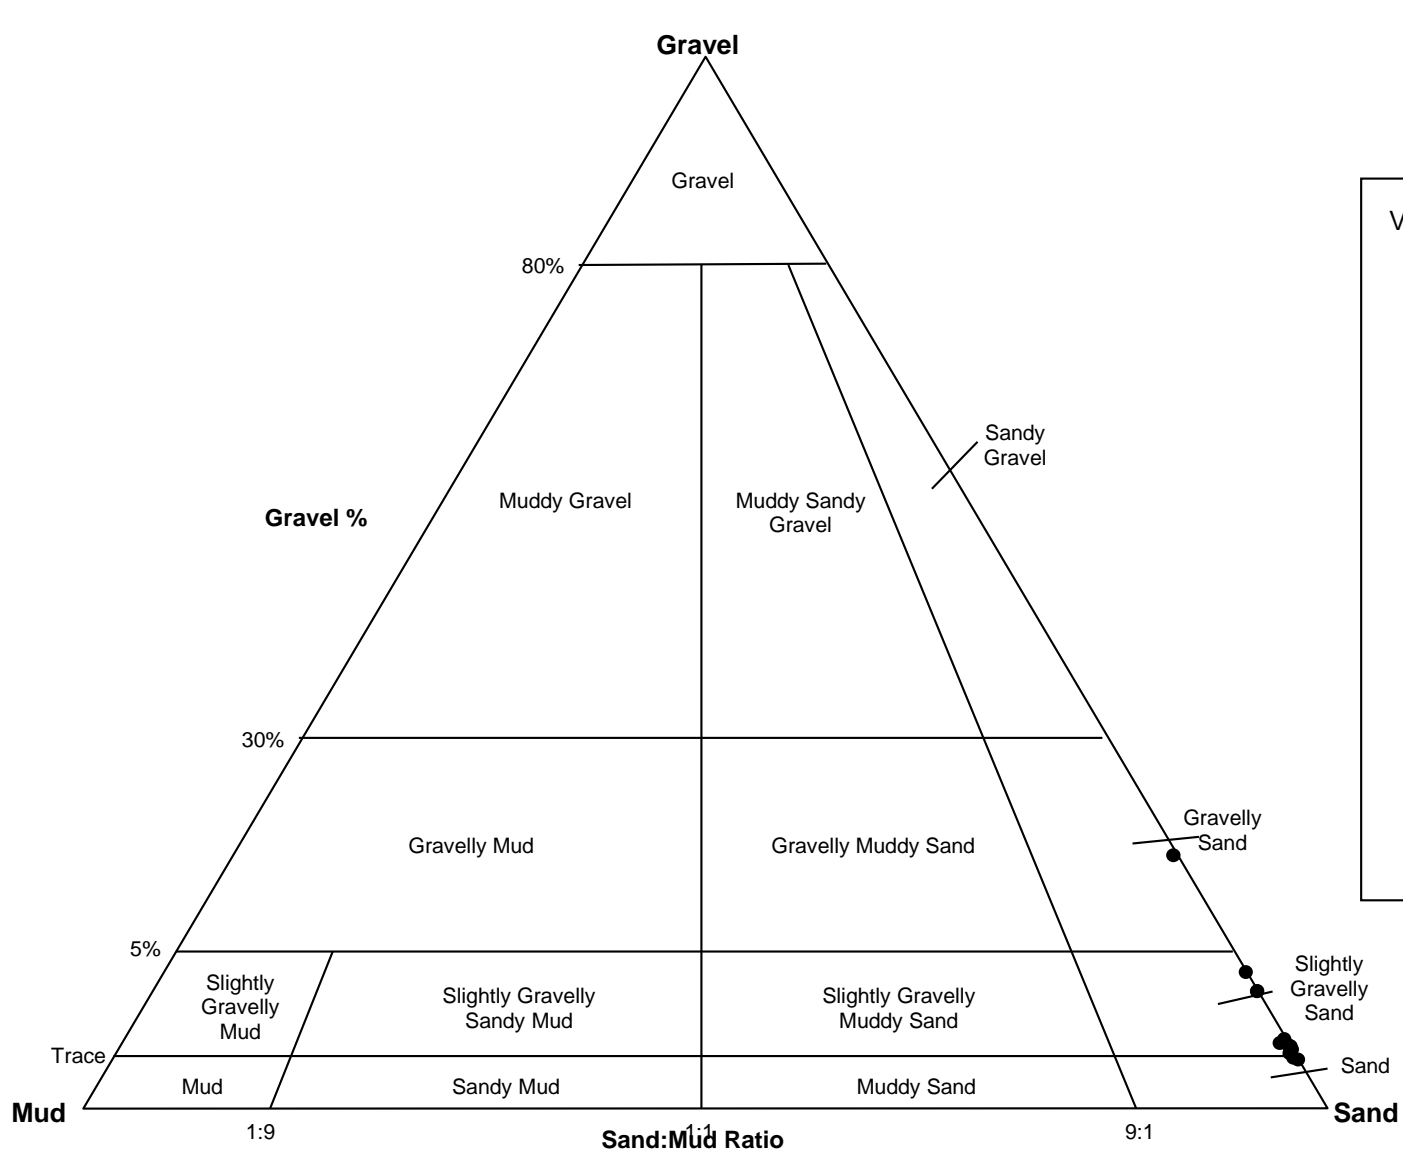 Gravel
Gravel
V
80%
Sandy
Gravel
Muddy Gravel
Muddy Sandy
Gravel
Gravel %
30%
Gravelly
Sand
Gravelly Mud
Gravelly Muddy Sand
5%
Slightly
Gravelly
Sand
Slightly
Gravelly
Mud
Slightly Gravelly
Sandy Mud
Slightly Gravelly
Muddy Sand
Trace
Sand
Mud
Sandy Mud
Muddy Sand
Mud
Sand
1:9
1:1
9:1
Sand:Mud Ratio